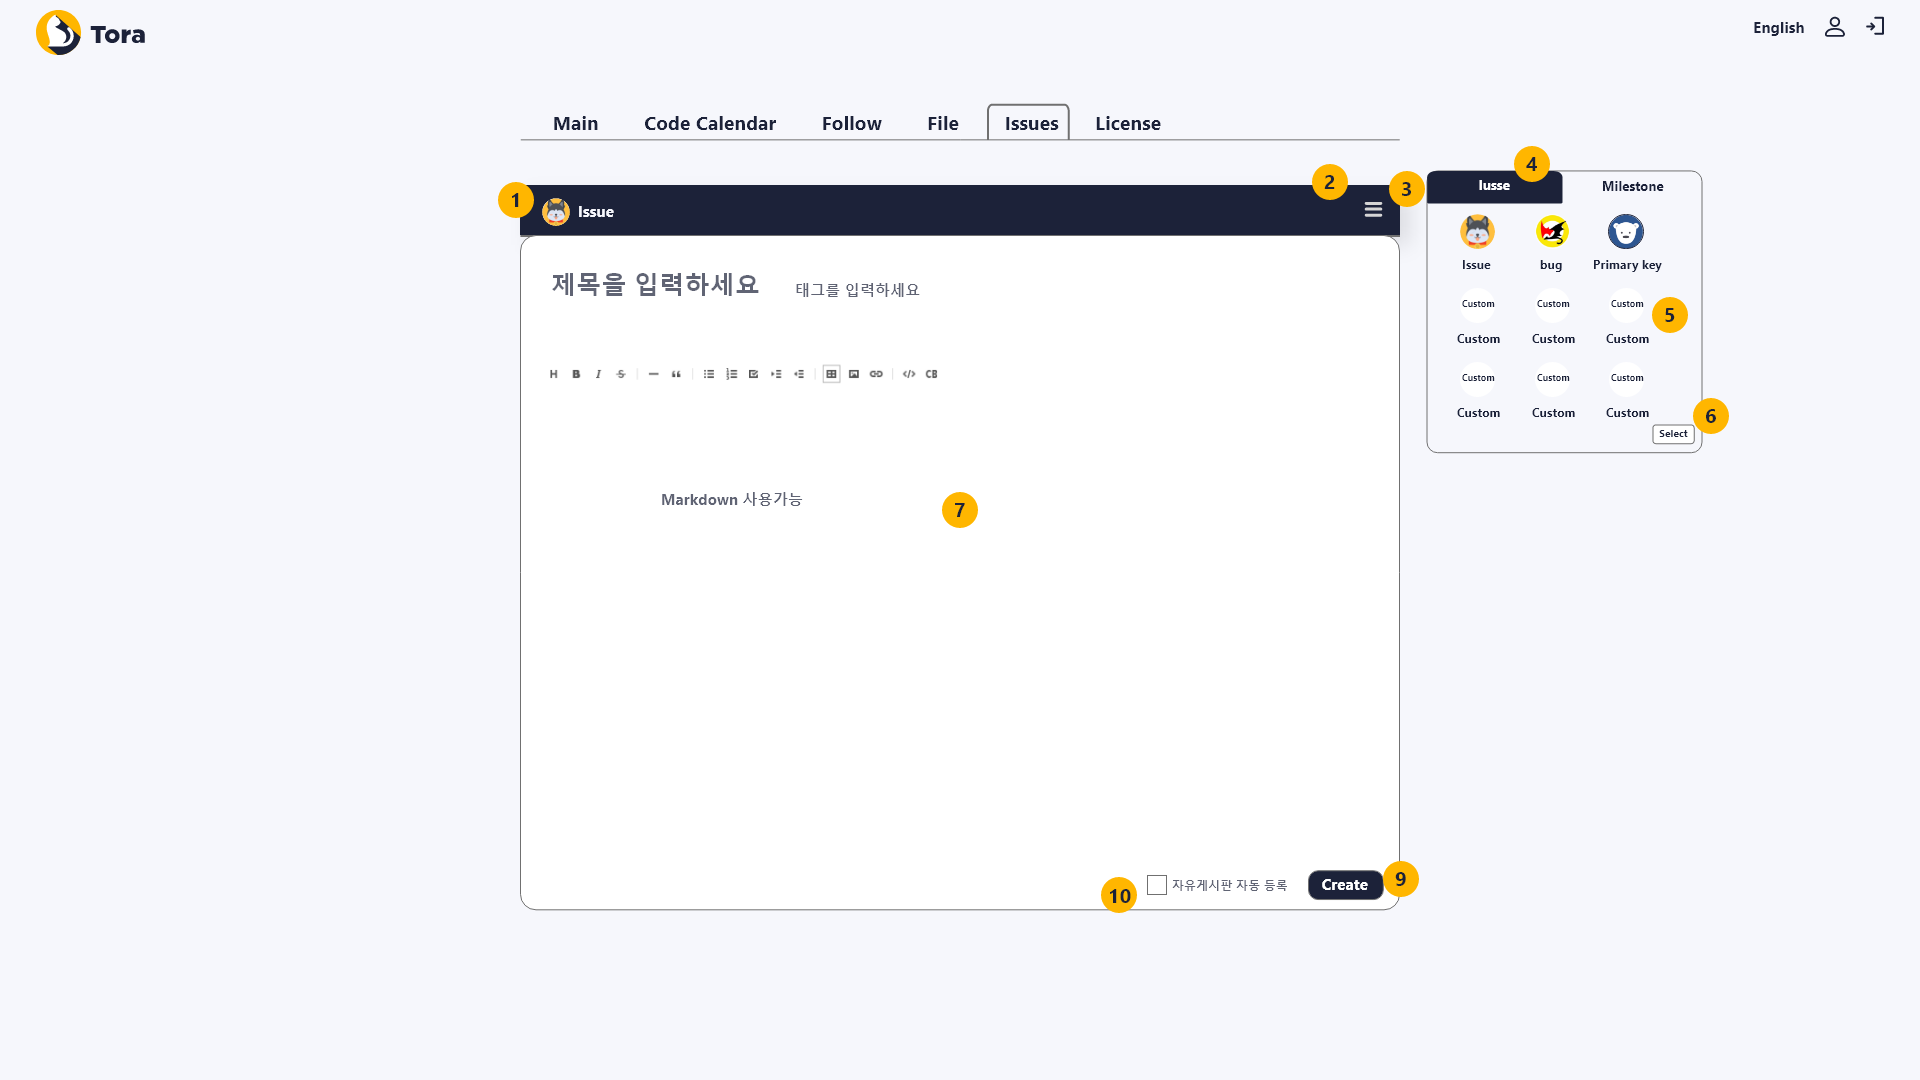 Tora
English
Main Code Calendar Follow File Issues License
1 Issue 2
3 4
Iusse Milestone
Issue bug Primary key
Custom Custom Custom
5
Custom Custom Custom
Custom Custom Custom
Custom Custom Custom
6
Select
제목을 입력하세요 태그를 입력하세요
H B I S CB
Markdown 사용가능
7
10 자유게시판 자동 등록 Create 9